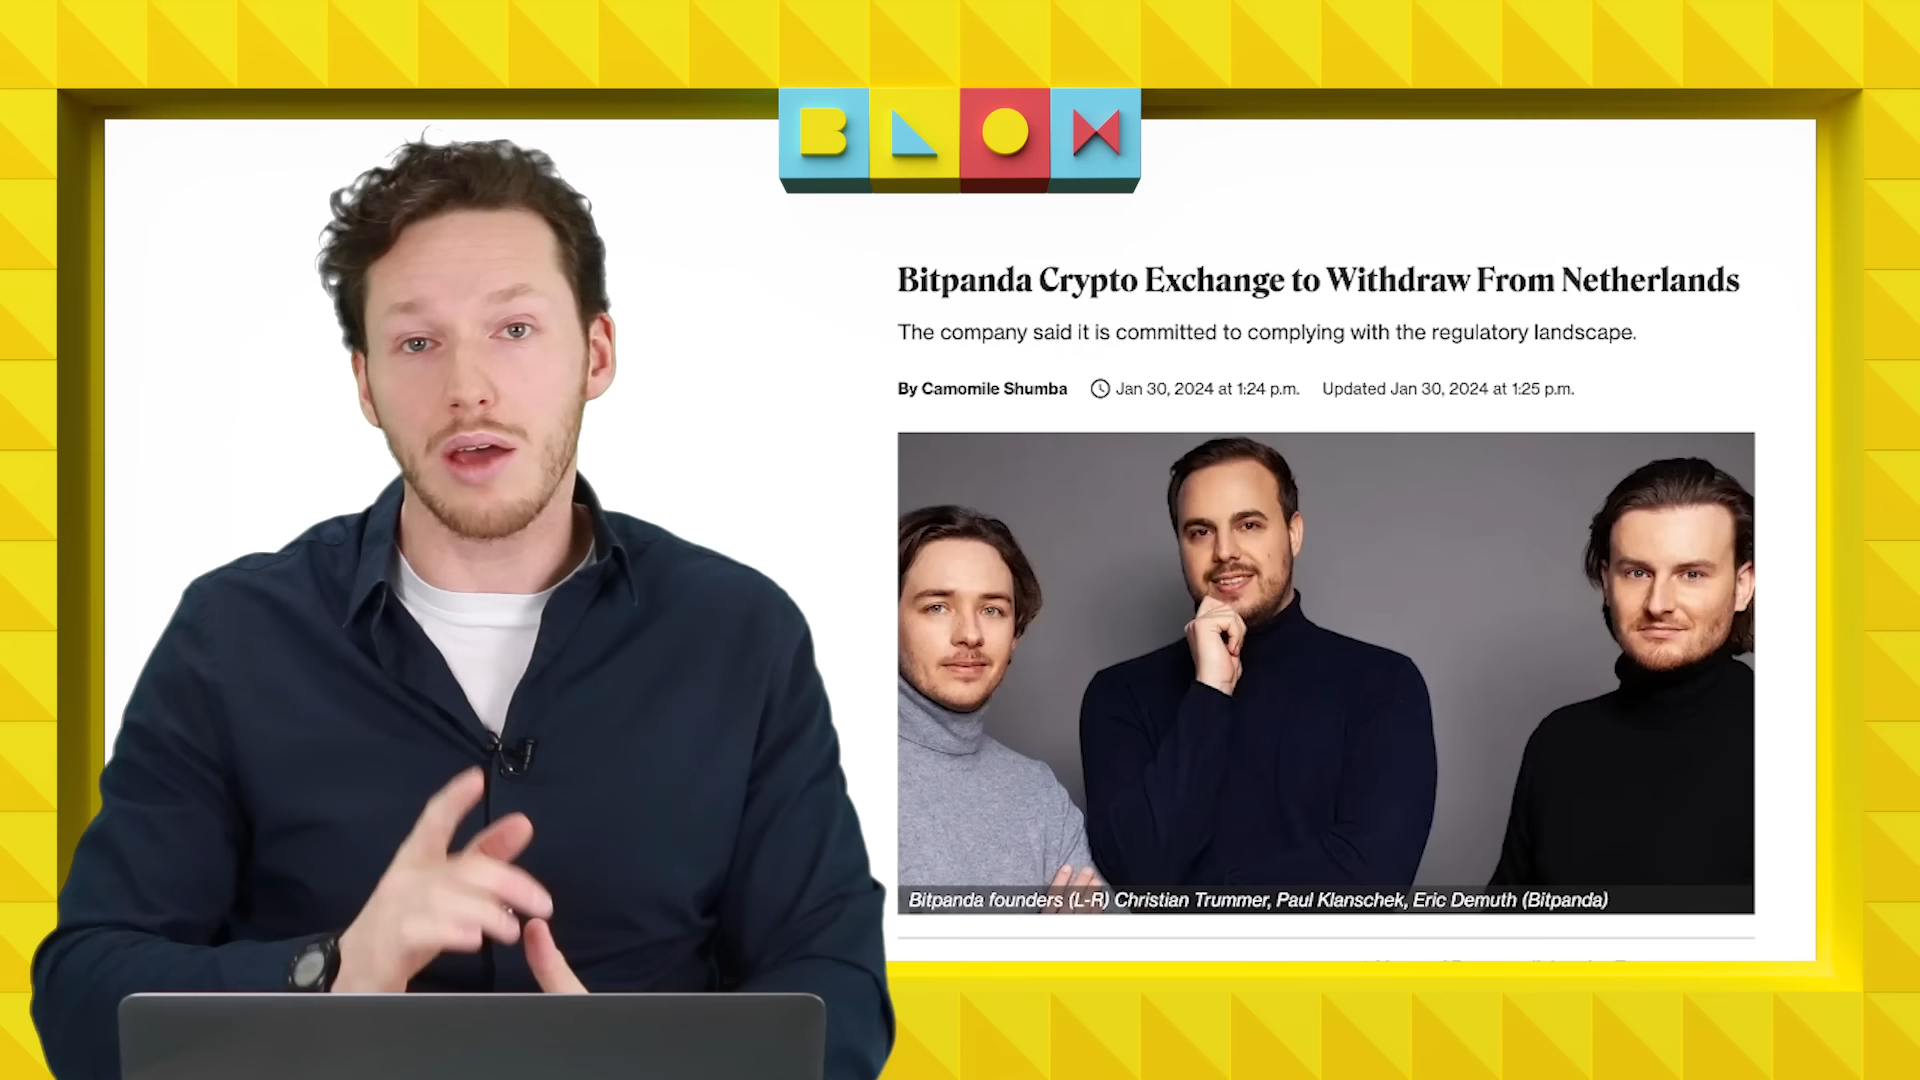 BLOX
Bitpanda Crypto Exchange to Withdraw From Netherlands
The company said it is committed to complying with the regulatory landscape.
By Camomile Shumba Jan 30, 2024 at 1:24 p.m. Updated Jan 30, 2024 at 1:25 p.m.
Bitpanda founders (L-R) Christian Trummer, Paul Klanschek, Eric Demuth (Bitpanda)